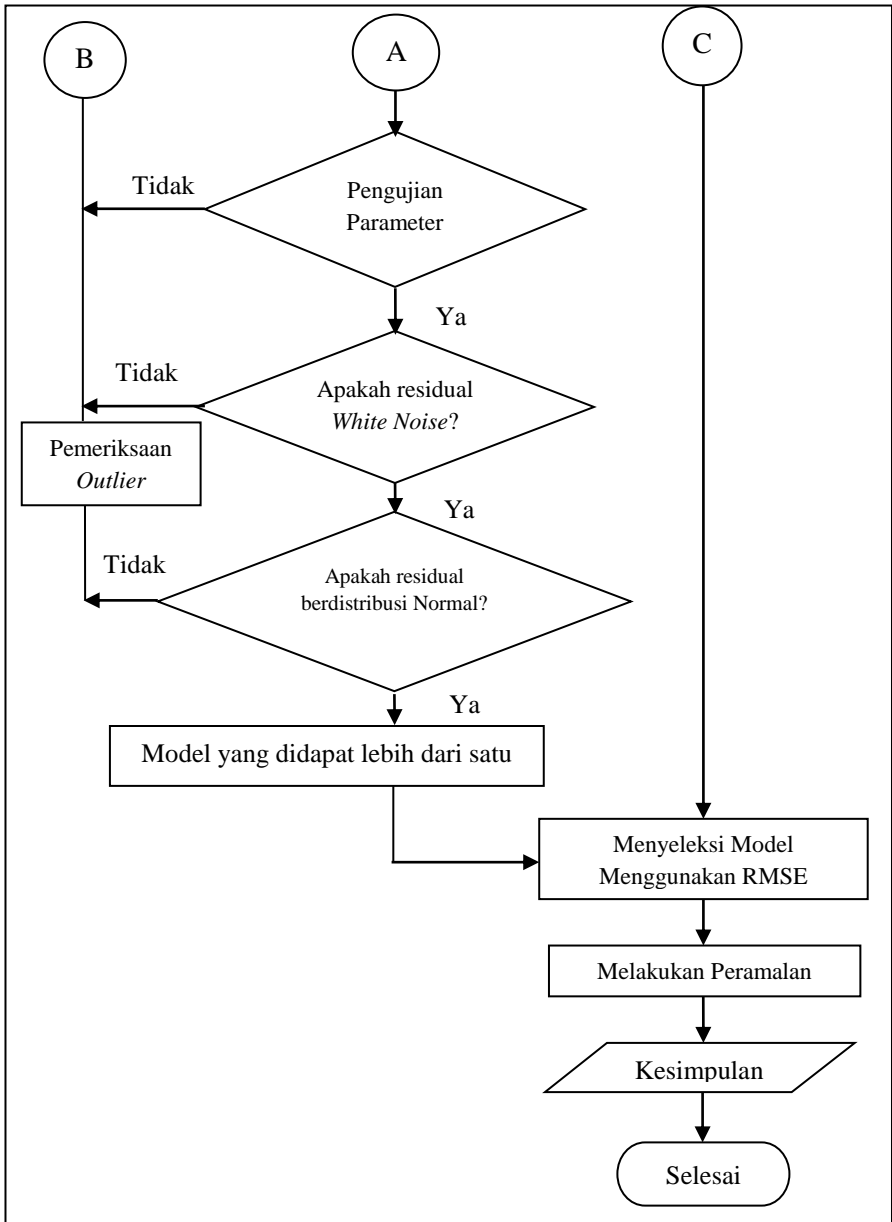 B
A
C
Tidak
Pengujian
Parameter
Ya
Tidak
Apakah residual
White Noise?
Pemeriksaan
Outlier
Ya
Tidak
Apakah residual
berdistribusi Normal?
Ya
Model yang didapat lebih dari satu
Menyeleksi Model
Menggunakan RMSE
Melakukan Peramalan
Kesimpulan
Selesai